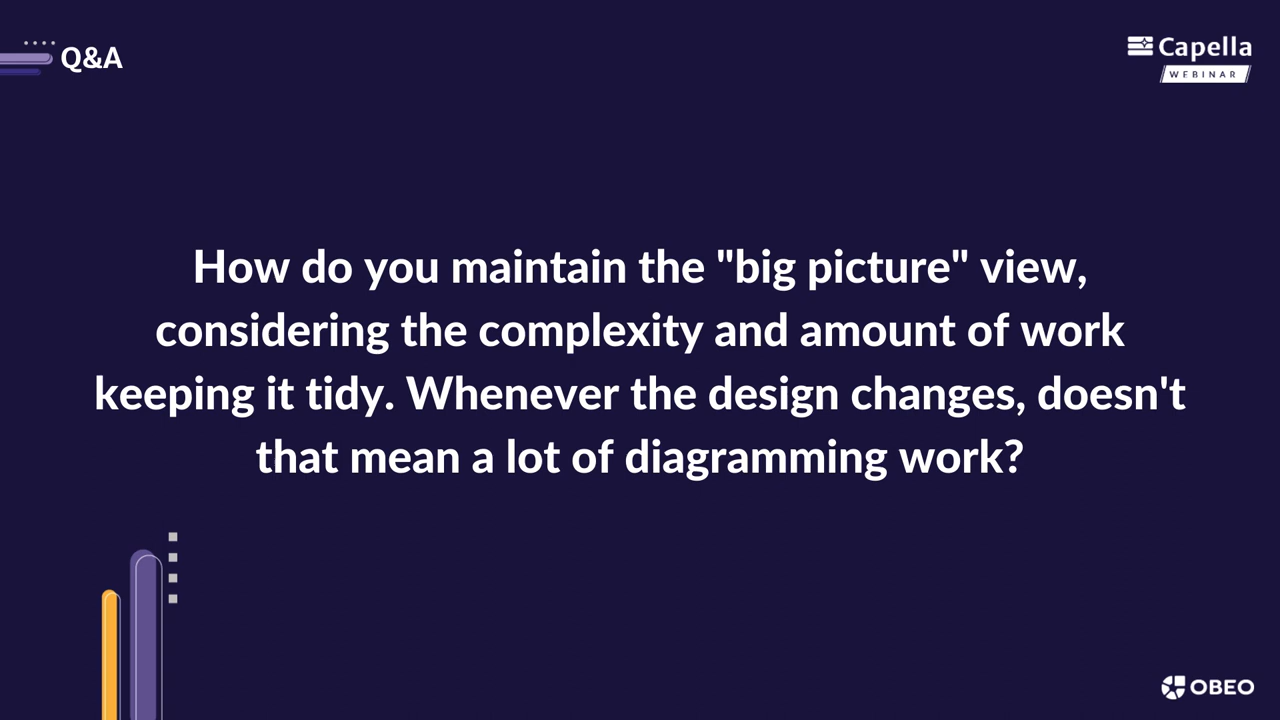 Q&A
Capella
WEBINAR
How do you maintain the "big picture" view,
considering the complexity and amount of work
keeping it tidy. Whenever the design changes, doesn't
that mean a lot of diagramming work?
OBEO